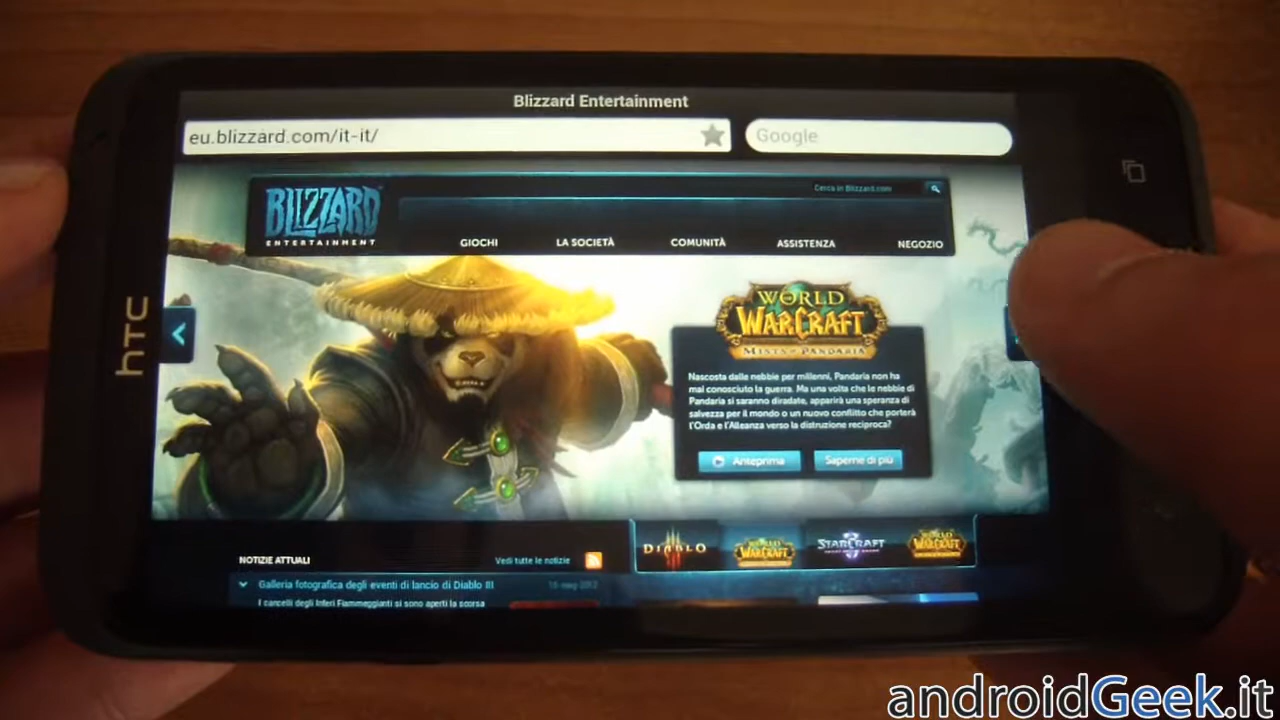 Blizzard Entertainment
eu.blizzard.com/it-it/
Google
Cerca in Blizzard.com
BLIZZARD
ENTERTAINMENT
GIOCHI LA SOCIETÀ COMUNITÀ ASSISTENZA NEGOZIO
WORLD
WARCRAFT
MISTS OF PANDARIA
Nascosta dalle nebbie per millenni, Pandaria non ha
mai conosciuto la guerra. Ma una volta che le nebbie di
Pandaria si saranno diradate, apparirà una speranza di
salvezza per il mondo o un nuovo conflitto che porterà
l'Orda e l'Alleanza verso la distruzione reciproca?
Anteprima Saperne di più
hTC
DIABLO WORLD WARCRAFT STARCRAFT WORLD WARCRAFT
NOTIZIE ATTUALI Vedi tutte le notizie
Galleria fotografica degli eventi di lancio di Diablo III
I cancelli degli Inferi Fiammeggianti si sono aperti la scorsa
androidGeek.it